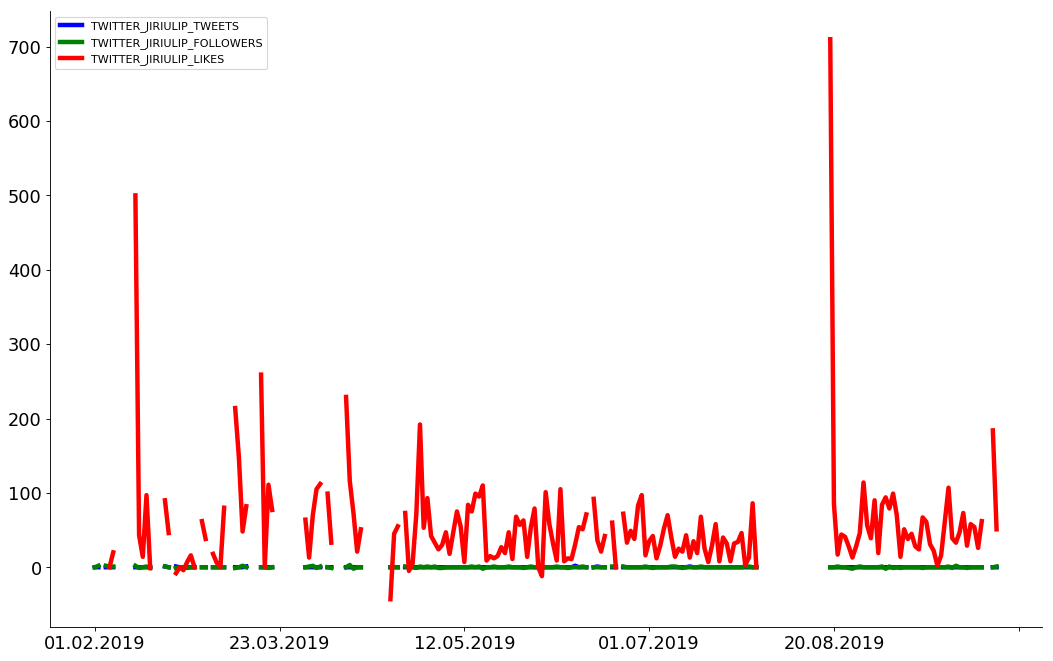 TWITTER_JIRIULIP_TWEETS
TWITTER_JIRIULIP_FOLLOWERS
TWITTER_JIRIULIP_LIKES
700
600
500
400
300
200
100
0
01.02.2019 23.03.2019 12.05.2019 01.07.2019 20.08.2019